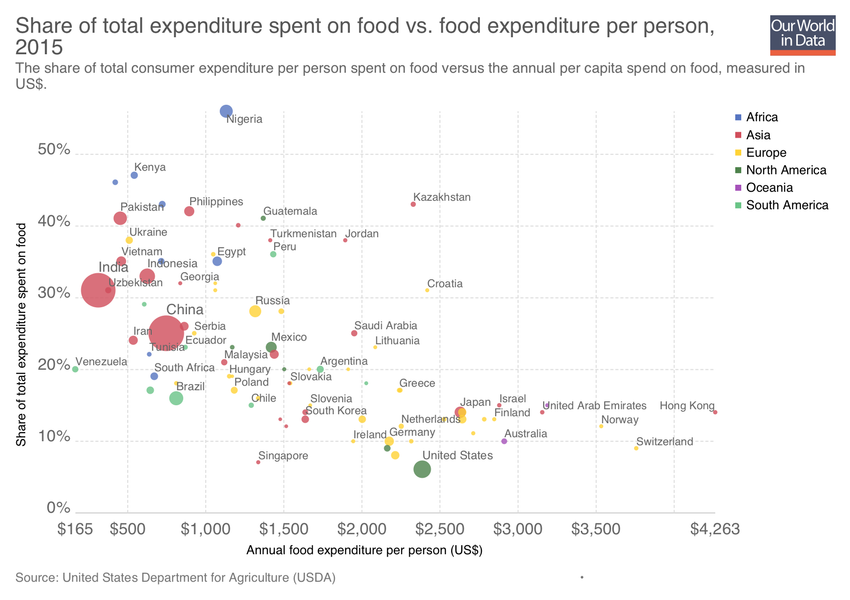 Share of total expenditure spent on food vs. food expenditure per person,
2015
Our World
in Data
The share of total consumer expenditure per person spent on food versus the annual per capita spend on food, measured in
US$.
Africa
Asia
Europe
North America
Oceania
South America
Share of total expenditure spent on food
50%
40%
30%
20%
10%
0%
Nigeria
Kenya
Pakistan
Philippines
Guatemala
Kazakhstan
Ukraine
Turkmenistan
Jordan
Vietnam
Egypt
Peru
India
Indonesia
Uzbekistan
Georgia
Croatia
China
Russia
Iran
Serbia
Saudi Arabia
Tunisia
Ecuador
Mexico
Lithuania
Venezuela
South Africa
Malaysia
Hungary
Argentina
Brazil
Poland
Slovakia
Greece
Chile
Slovenia
South Korea
Japan
Israel
United Arab Emirates
Hong Kong
Netherlands
Finland
Norway
Ireland
Germany
Australia
Switzerland
Singapore
United States
$165
$500
$1,000
$1,500
$2,000
$2,500
$3,000
$3,500
$4,263
Annual food expenditure per person (US$)
Source: United States Department for Agriculture (USDA)